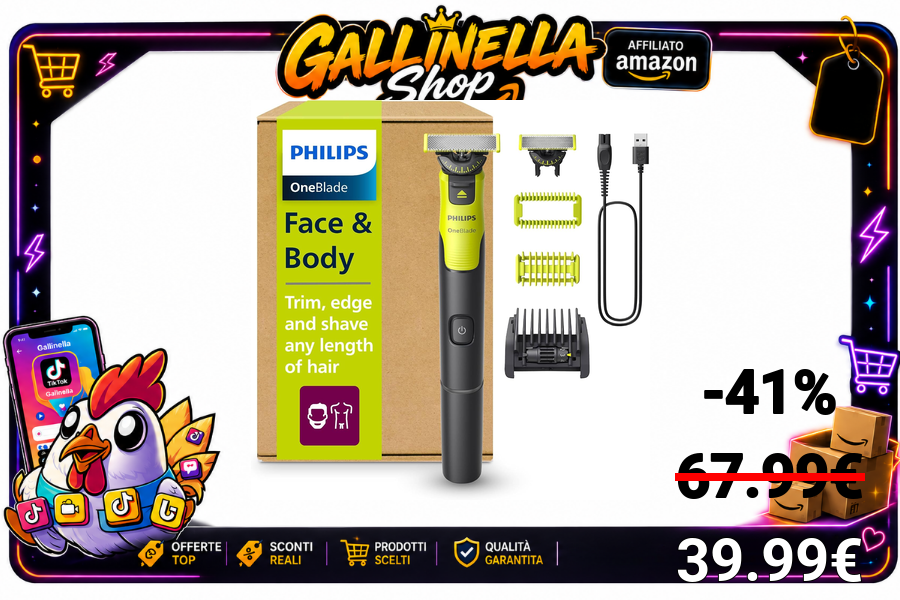 GALLINELLA
Shop
AFFILIATO
amazon
PHILIPS
OneBlade
Face &
Body
Trim, edge
and shave
any length
of hair
PHILIPS
OneBlade
Gallinella
TikTok
Gallinella
-41%
67.99€
39.99€
OFFERTE
TOP
SCONTI
REALI
PRODOTTI
SCELTI
QUALITÀ
GARANTITA